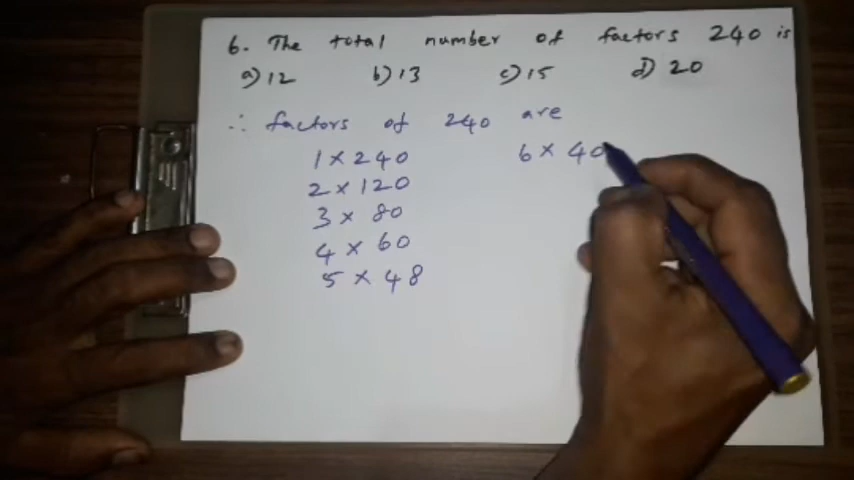 6. The total number of factors 240 is
a) 12 b) 13 c) 15 d) 20
∴ factors of 240 are
1 × 240
2 × 120
3 × 80
4 × 60
5 × 48
6 × 40